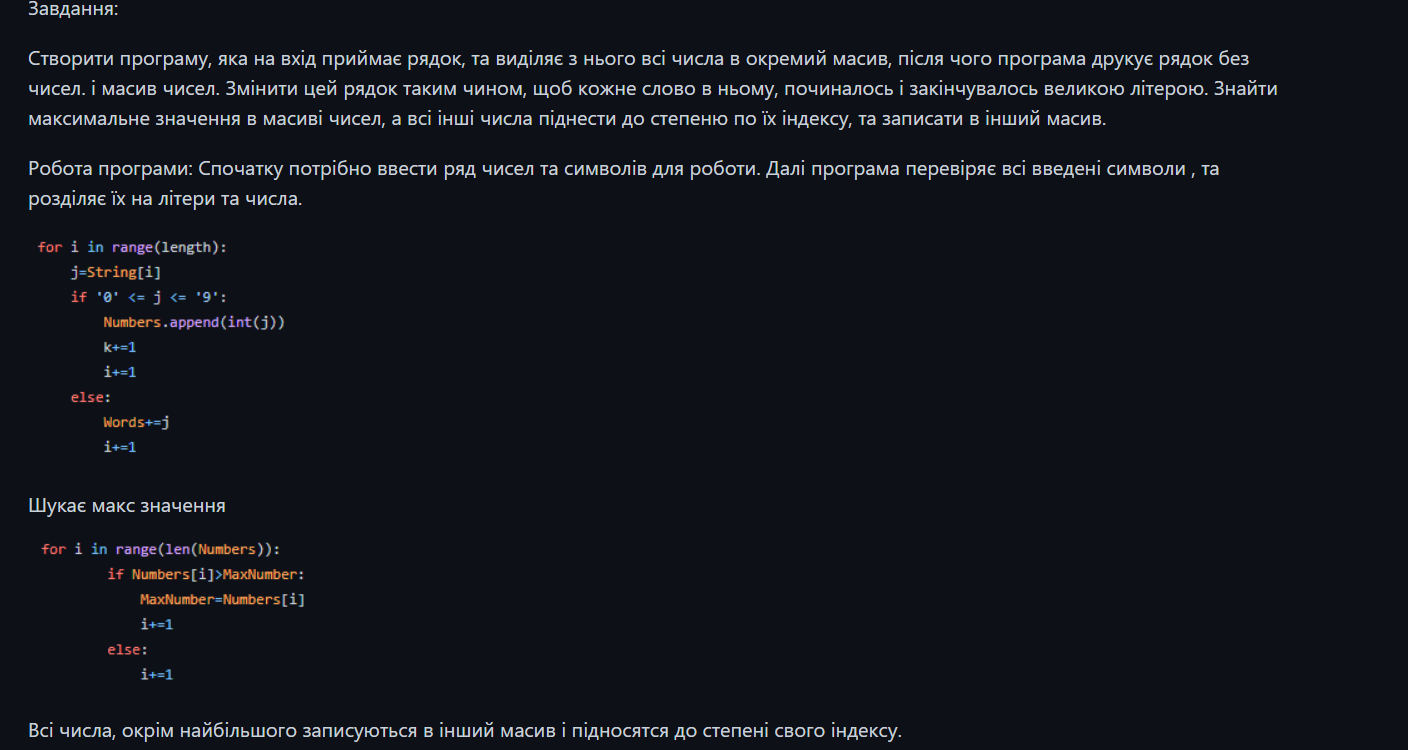 Завдання:
Створити програму, яка на вхід приймає рядок, та виділяє з нього всі числа в окремий масив, після чого програма друкує рядок без
чисел. і масив чисел. Змінити цей рядок таким чином, щоб кожне слово в ньому, починалось і закінчувалось великою літерою. Знайти
максимальне значення в масиві чисел, а всі інші числа піднести до степеню по їх індексу, та записати в інший масив.
Робота програми: Спочатку потрібно ввести ряд чисел та символів для роботи. Далі програма перевіряє всі введені символи , та
розділяє їх на літери та числа.
for i in range(length):
    j=String[i]
    if '0' <= j <= '9':
        Numbers.append(int(j))
        k+=1
        i+=1
    else:
        Words+=j
        i+=1
Шукає макс значення
for i in range(len(Numbers)):
        if Numbers[i]>MaxNumber:
            MaxNumber=Numbers[i]
            i+=1
        else:
            i+=1
Всі числа, окрім найбільшого записуються в інший масив і підносятся до степені свого індексу.